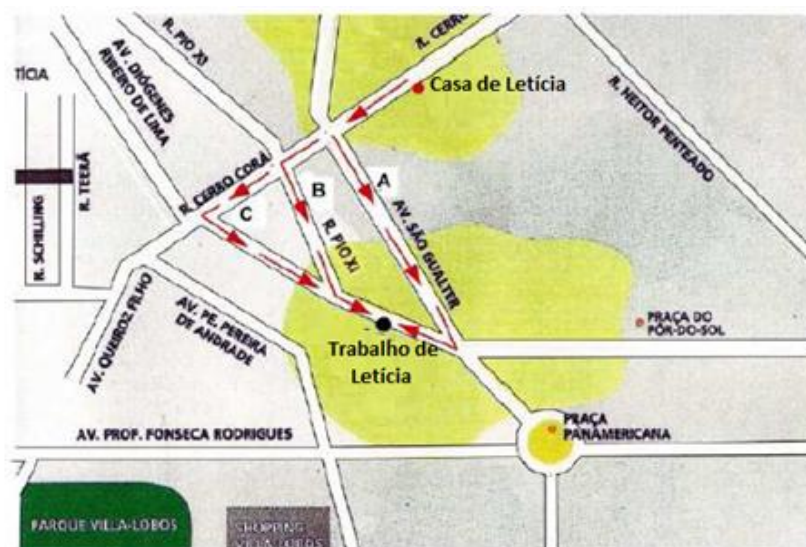 R. PIO XI
R. CERRO
TÍCIA
AV. DIÓGENES
RIBEIRO DE LIMA
Casa de Letícia
R. HEITOR PENTEADO
R. SCHILLING
R. TEERÃ
R. CERRO CORÁ
A
B
C
R. PIO XI
AV. SÃO GUALTER
AV. QUEIROZ FILHO
AV. PE. PEREIRA
DE ANDRADE
PRAÇA DO
PÔR-DO-SOL
Trabalho de
Letícia
PRAÇA
PANAMERICANA
AV. PROF. FONSECA RODRIGUES
PARQUE VILLA-LOBOS
SHOPPING
VILLA LOBOS